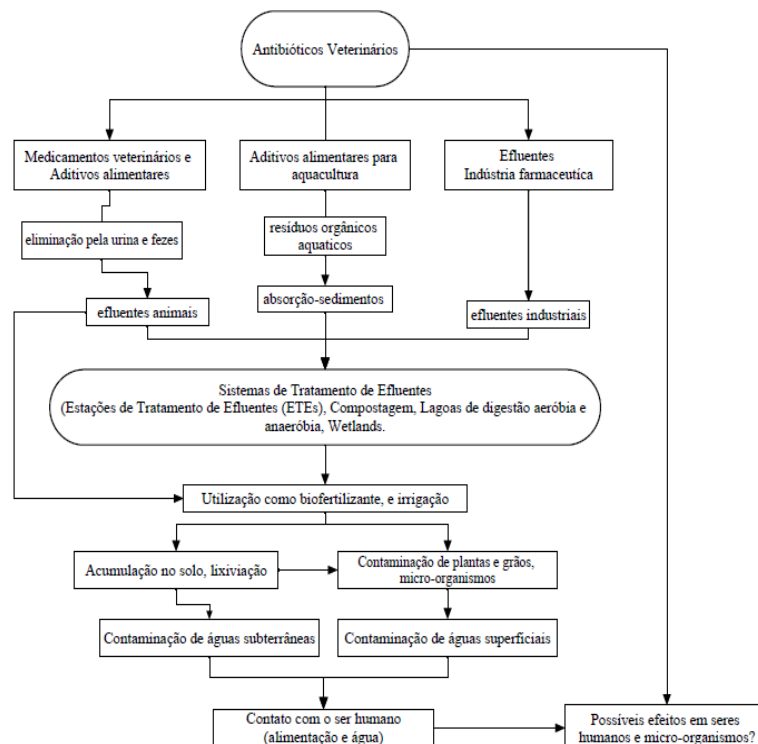 Antibióticos Veterinários
Medicamentos veterinários e
Aditivos alimentares
Aditivos alimentares para
aquacultura
Efluentes
Indústria farmaceutíca
eliminação pela urina e fezes
resíduos orgânicos
aquaticos
efluentes animais
absorção-sedimentos
efluentes industriais
Sistemas de Tratamento de Efluentes
(Estações de Tratamento de Efluentes (ETEs), Compostagem, Lagoas de digestão aeróbia e
anaeróbia, Wetlands.
Utilização como biofertilizante, e irrigação
Acumulação no solo, lixiviação
Contaminação de plantas e grãos,
micro-organismos
Contaminação de águas subterrâneas
Contaminação de águas superfíciais
Contato com o ser humano
(alimentação e água)
Possíveis efeitos em seres
humanos e micro-organismos?